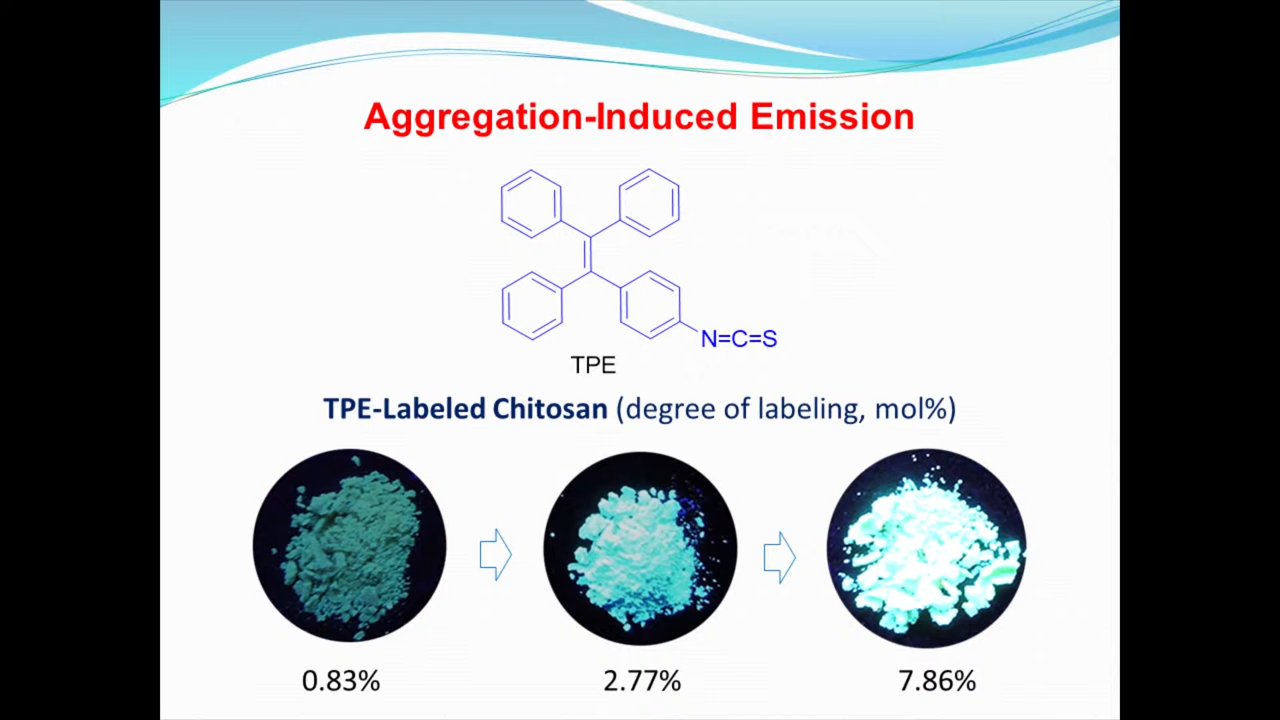 Aggregation-Induced Emission
N=C=S
TPE
TPE-Labeled Chitosan (degree of labeling, mol%)
0.83%
2.77%
7.86%